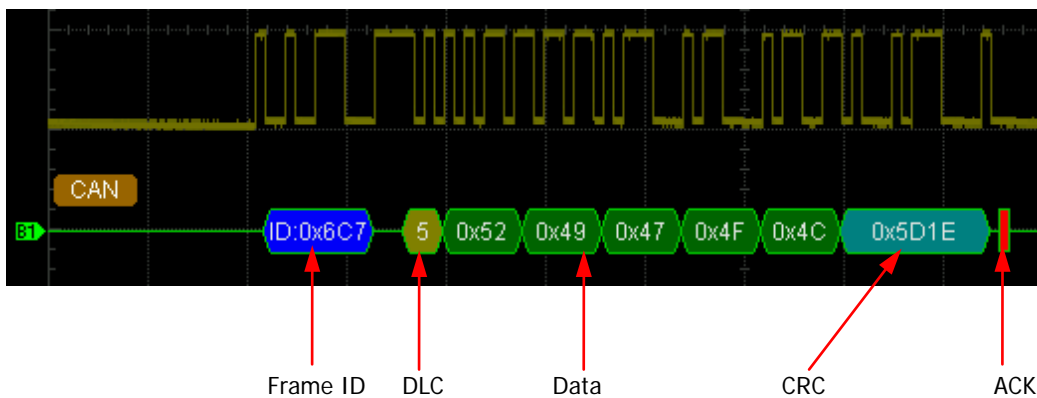 CAN
B1
ID:0x6C7 5 0x52 0x49 0x47 0x4F 0x4C 0x5D1E
Frame ID DLC Data CRC ACK